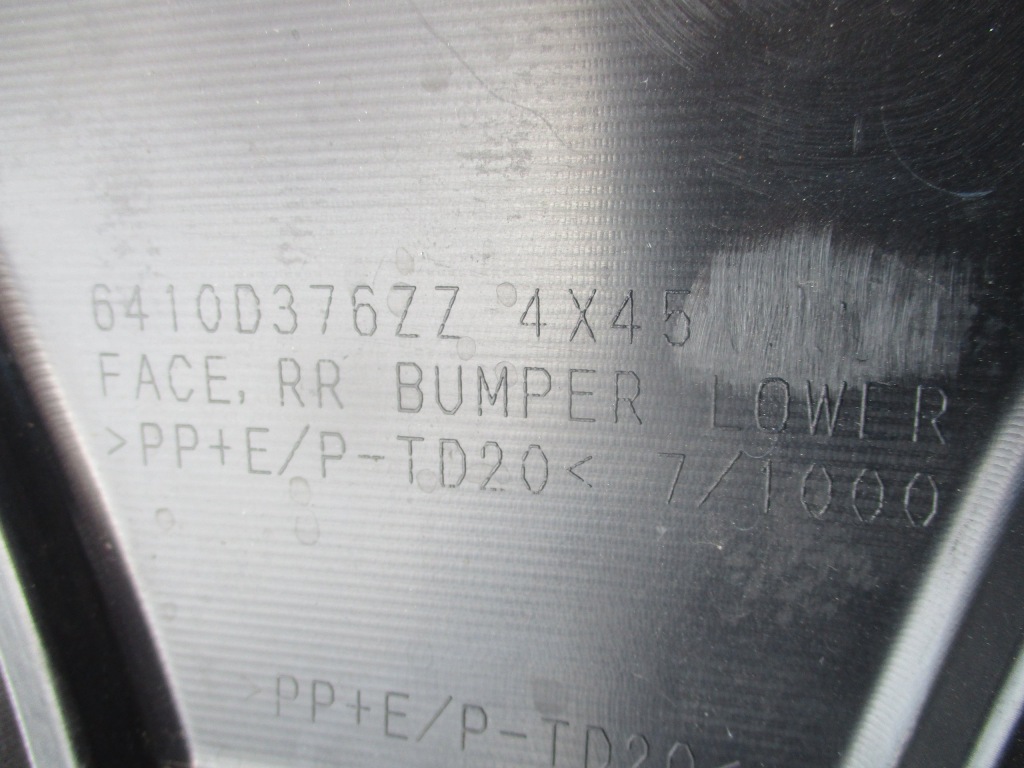 6410D376ZZ 4X45
FACE, RR BUMPER LOWER
>PP+E/P-TD20< 7/1000
>PP+E/P-TD20<